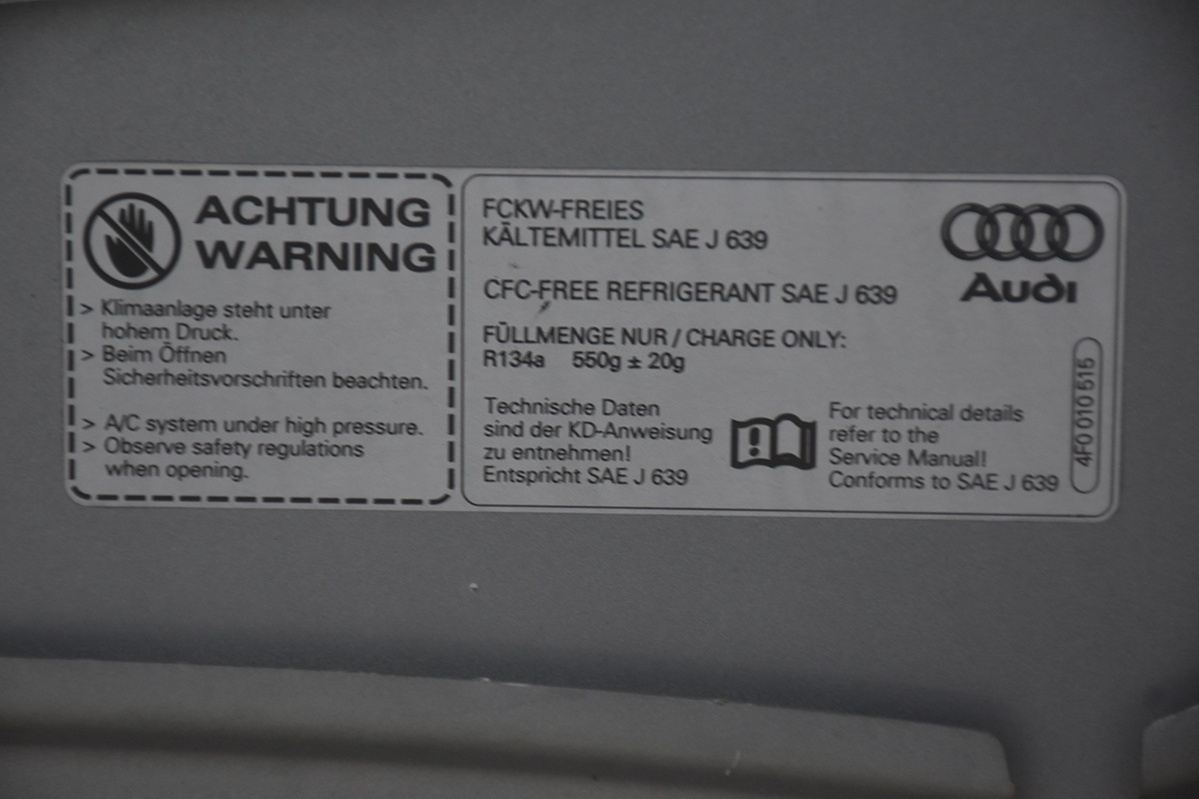 ACHTUNG
WARNING
> Klimaanlage steht unter
hohem Druck.
> Beim Öffnen
Sicherheitsvorschriften beachten.
> A/C system under high pressure.
> Observe safety regulations
when opening.
FCKW-FREIES
KÄLTEMITTEL SAE J 639
CFC-FREE REFRIGERANT SAE J 639
FÜLLMENGE NUR / CHARGE ONLY:
R134a 550g ± 20g
Technische Daten
sind der KD-Anweisung
zu entnehmen!
Entspricht SAE J 639
For technical details
refer to the
Service Manual!
Conforms to SAE J 639
Audi
4F0 010 515